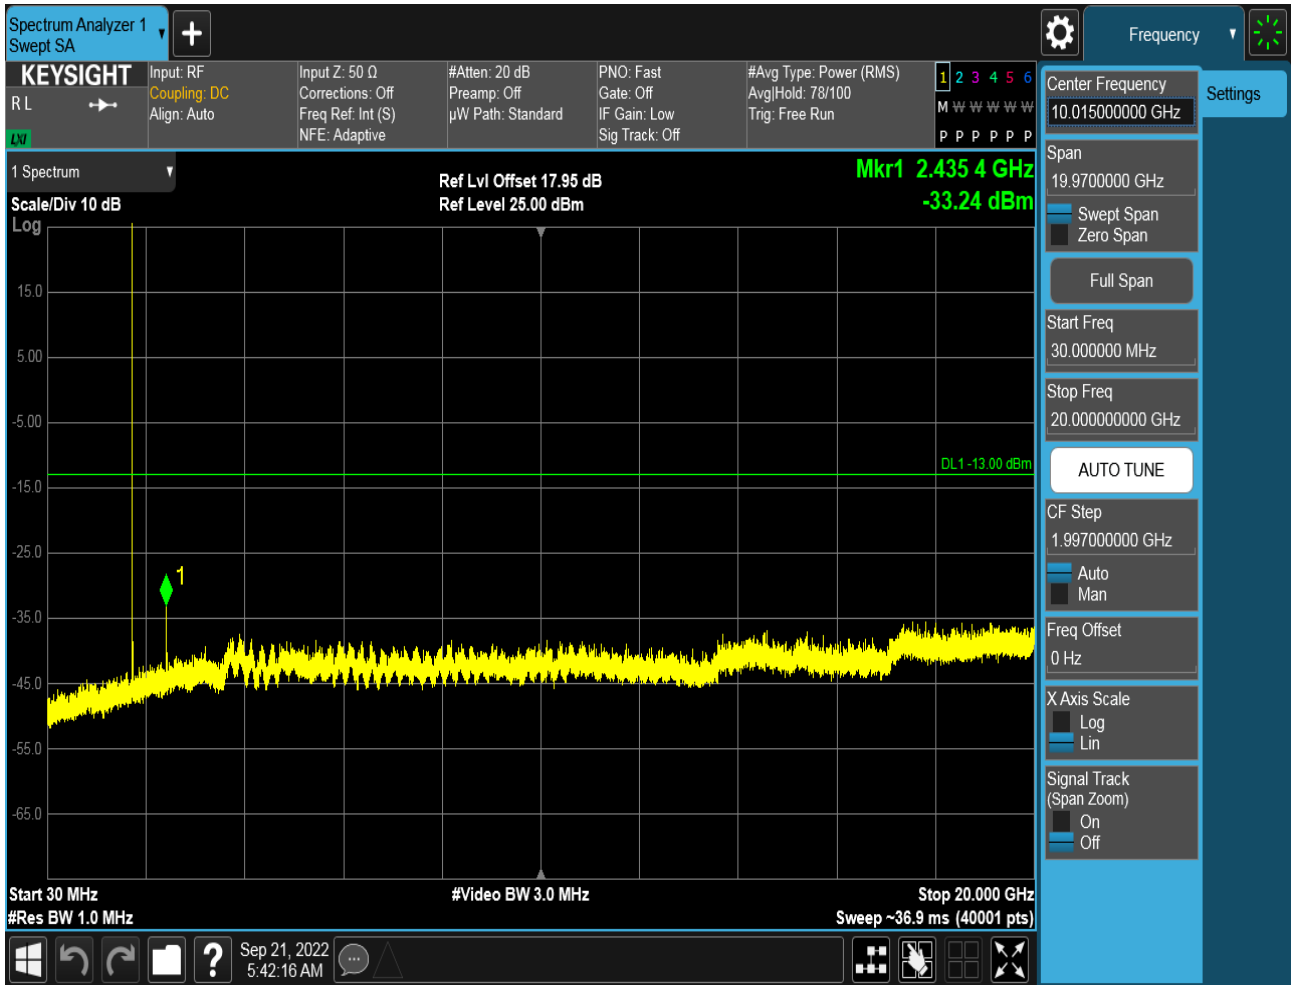 Spectrum Analyzer 1
Swept SA
Frequency
KEYSIGHT
R L
LXI
Input: RF
Coupling: DC
Align: Auto
Input Z: 50 Ω
Corrections: Off
Freq Ref: Int (S)
NFE: Adaptive
#Atten: 20 dB
Preamp: Off
µW Path: Standard
PNO: Fast
Gate: Off
IF Gain: Low
Sig Track: Off
#Avg Type: Power (RMS)
Avg|Hold: 78/100
Trig: Free Run
1 2 3 4 5 6
M W W W W W
P P P P P P
1 Spectrum
Scale/Div 10 dB
Log
Ref Lvl Offset 17.95 dB
Ref Level 25.00 dBm
Mkr1 2.435 4 GHz
-33.24 dBm
15.0
5.00
-5.00
-15.0
-25.0
-35.0
-45.0
-55.0
-65.0
DL1 -13.00 dBm
1
Start 30 MHz
#Res BW 1.0 MHz
#Video BW 3.0 MHz
Stop 20.000 GHz
Sweep ~36.9 ms (40001 pts)
Center Frequency
10.015000000 GHz
Settings
Span
19.9700000 GHz
Swept Span
Zero Span
Full Span
Start Freq
30.000000 MHz
Stop Freq
20.000000000 GHz
AUTO TUNE
CF Step
1.997000000 GHz
Auto
Man
Freq Offset
0 Hz
X Axis Scale
Log
Lin
Signal Track
(Span Zoom)
On
Off
?
Sep 21, 2022
5:42:16 AM